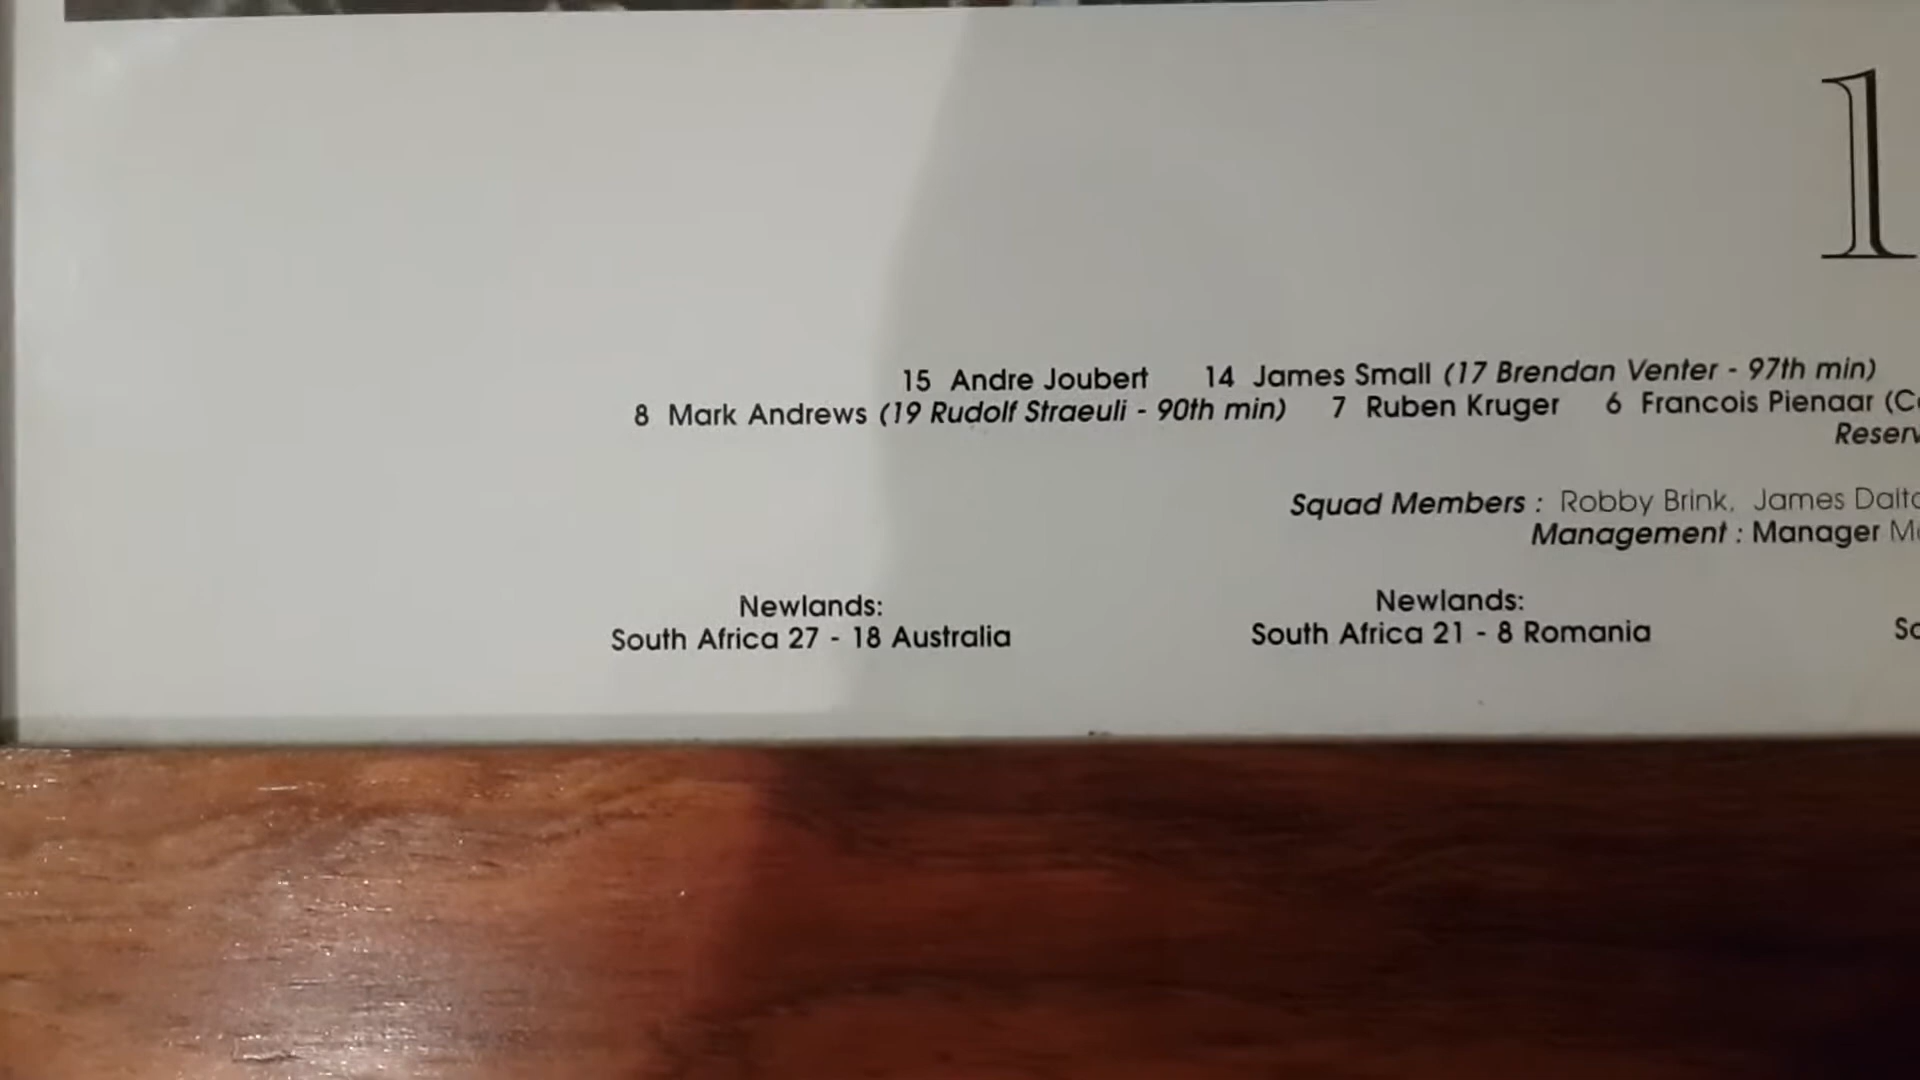 1
15 Andre Joubert 14 James Small (17 Brendan Venter - 97th min)
8 Mark Andrews (19 Rudolf Straeuli - 90th min) 7 Ruben Kruger 6 Francois Pienaar
Squad Members : Robby Brink, James
Management : Manager
Newlands: Newlands:
South Africa 27 - 18 Australia South Africa 21 - 8 Romania